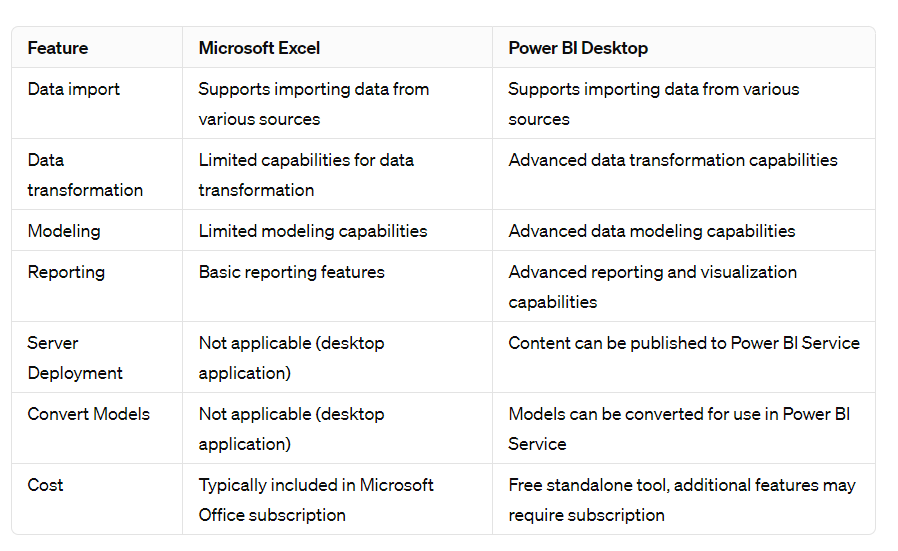 Feature Microsoft Excel Power BI Desktop
Data import Supports importing data from Supports importing data from various
various sources sources
Data Limited capabilities for data Advanced data transformation capabilities
transformation transformation
Modeling Limited modeling capabilities Advanced data modeling capabilities
Reporting Basic reporting features Advanced reporting and visualization
capabilities
Server Not applicable (desktop Content can be published to Power BI Service
Deployment application)
Convert Models Not applicable (desktop Models can be converted for use in Power BI
application) Service
Cost Typically included in Microsoft Free standalone tool, additional features may
Office subscription require subscription